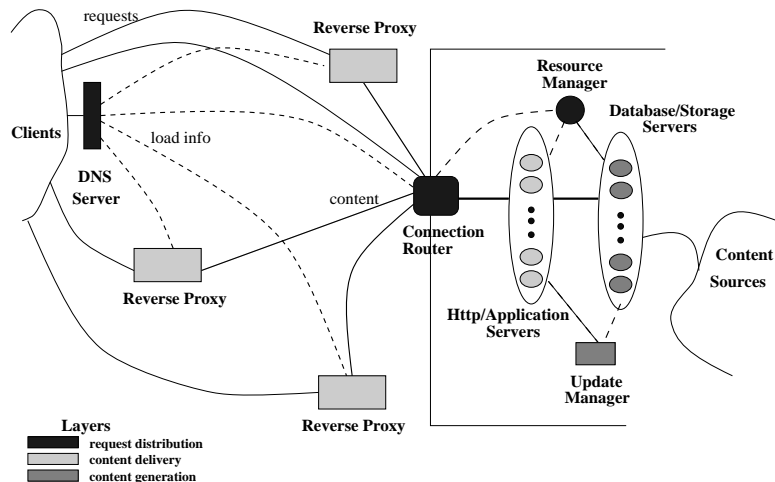 requests
Reverse Proxy
Resource
Manager
Database/Storage
Servers
Clients
load info
DNS
Server
content
Connection
Router
Content
Sources
Reverse Proxy
Http/Application
Servers
Update
Manager
Reverse Proxy
Layers
request distribution
content delivery
content generation